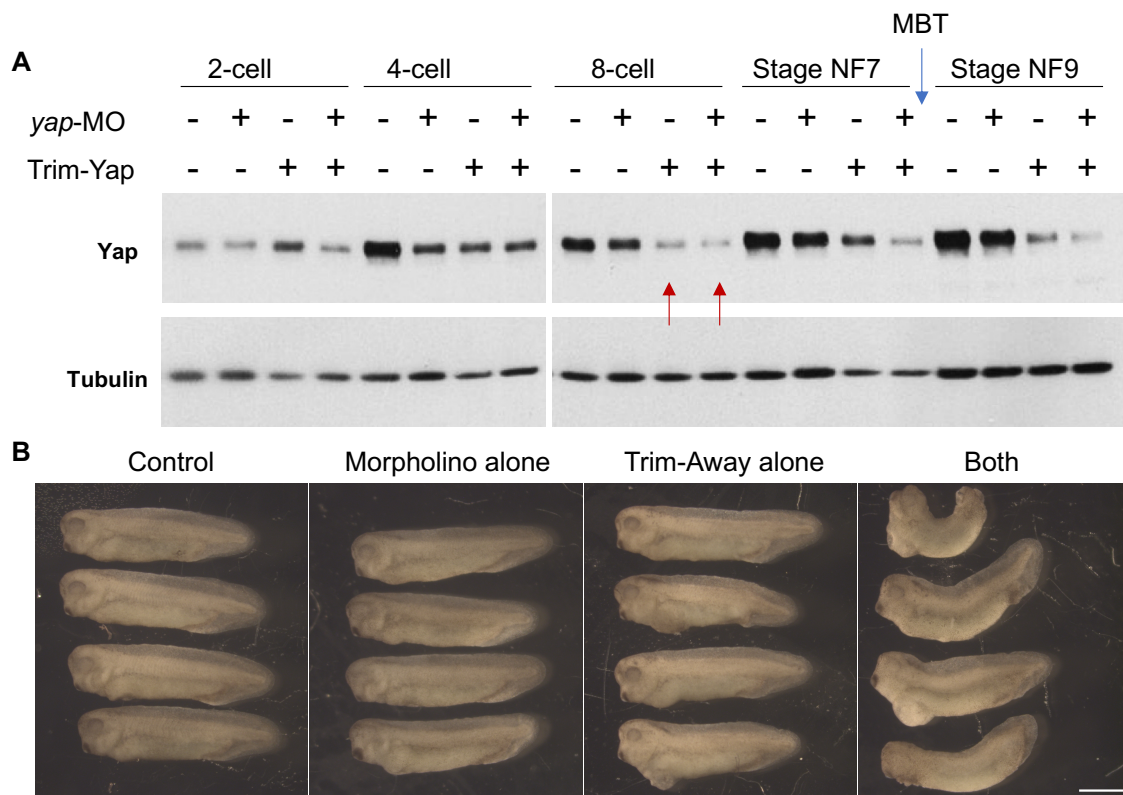 MBT
A
2-cell 4-cell 8-cell Stage NF7 Stage NF9
yap-MO - + - + - + - + - + - + - + - + - + - +
Trim-Yap - - + + - - + + - - + + - - + + - - + +
Yap
Tubulin
B
Control Morpholino alone Trim-Away alone Both